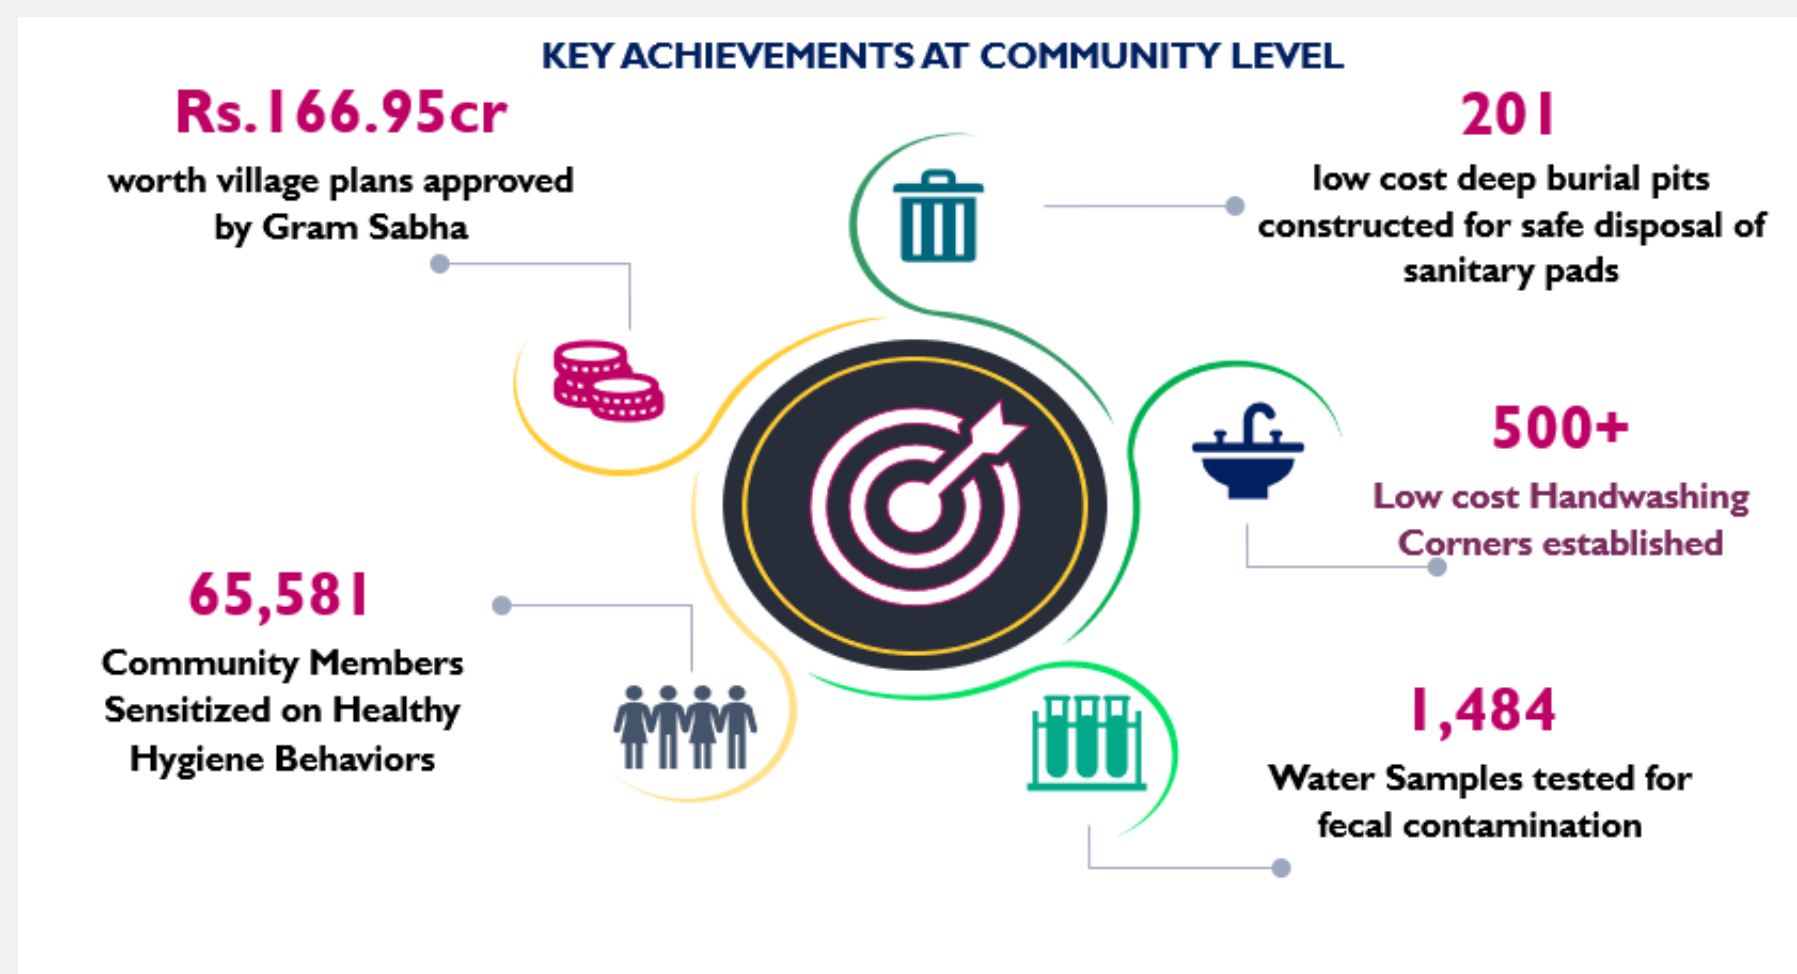 KEY ACHIEVEMENTS AT COMMUNITY LEVEL
Rs.166.95cr
worth village plans approved
by Gram Sabha
201
low cost deep burial pits
constructed for safe disposal of
sanitary pads
500+
Low cost Handwashing
Corners established
65,581
Community Members
Sensitized on Healthy
Hygiene Behaviors
1,484
Water Samples tested for
fecal contamination